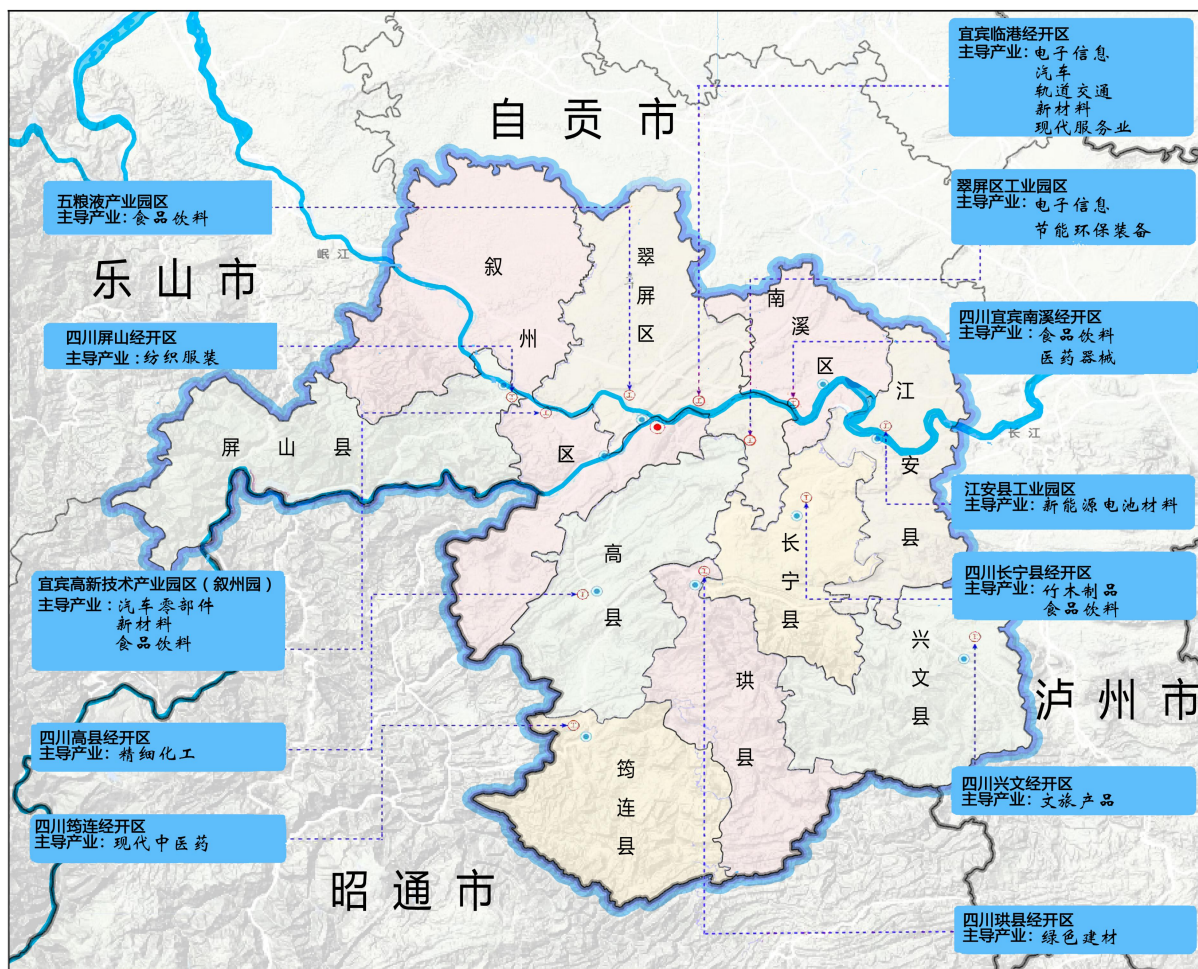 宜宾临港经开区
主导产业：电子信息
汽车
轨道交通
新材料
现代服务业
自贡市
五粮液产业园区
主导产业：食品饮料
翠屏区工业园区
主导产业：电子信息
节能环保装备
岷江
乐山市
叙州区
翠屏区
南溪区
四川屏山经开区
主导产业：纺织服装
四川宜宾南溪经开区
主导产业：食品饮料
医药器械
江安县
长江
屏山县
江安县工业园区
主导产业：新能源电池材料
高县
长宁县
宜宾高新技术产业园区（叙州园）
主导产业：汽车零部件
新材料
食品饮料
四川长宁县经开区
主导产业：竹木制品
食品饮料
兴文县
珙县
泸州市
四川高县经开区
主导产业：精细化工
筠连县
四川兴文经开区
主导产业：文旅产品
四川筠连经开区
主导产业：现代中医药
昭通市
四川珙县经开区
主导产业：绿色建材